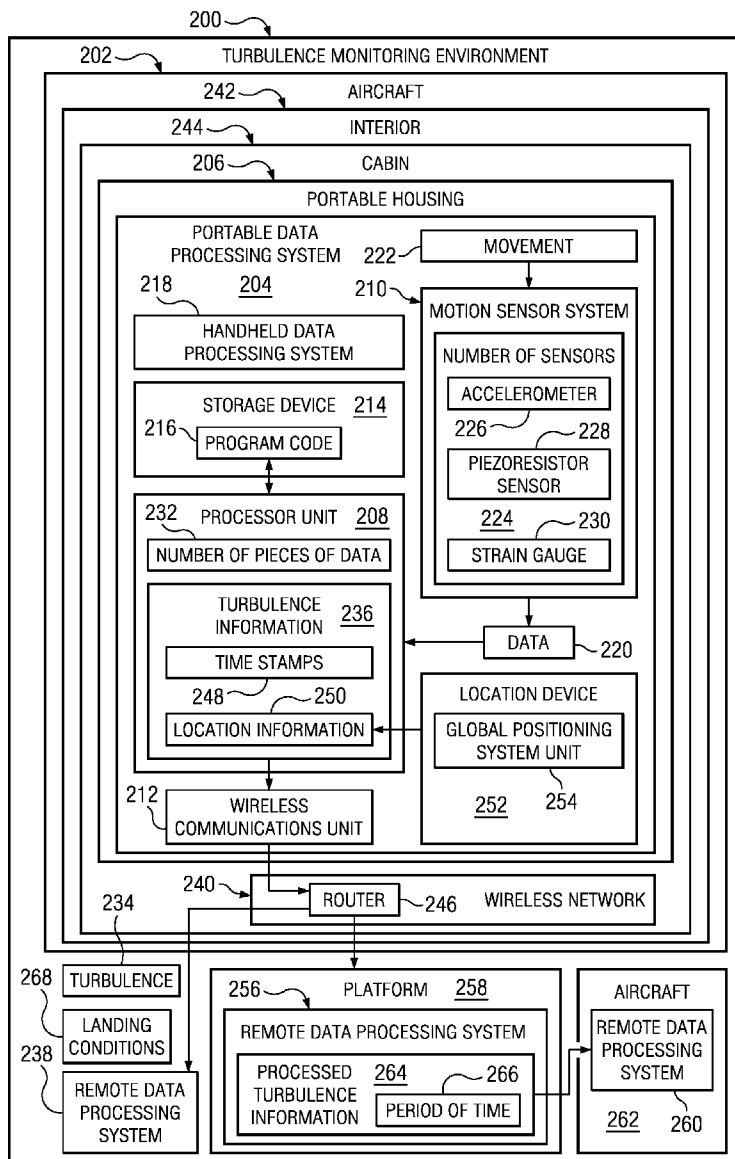 200
TURBULENCE MONITORING ENVIRONMENT
202
AIRCRAFT
242
INTERIOR
244
CABIN
206
PORTABLE HOUSING
PORTABLE DATA
PROCESSING SYSTEM
204
218
HANDHELD DATA
PROCESSING SYSTEM
STORAGE DEVICE 214
216
PROGRAM CODE
PROCESSOR UNIT 208
232
NUMBER OF PIECES OF DATA
TURBULENCE
INFORMATION 236
TIME STAMPS
248
250
LOCATION INFORMATION
212
WIRELESS
COMMUNICATIONS UNIT
222
MOVEMENT
210
MOTION SENSOR SYSTEM
NUMBER OF SENSORS
ACCELEROMETER
226
228
PIEZORESISTOR
SENSOR
224
230
STRAIN GAUGE
DATA
220
LOCATION DEVICE
GLOBAL POSITIONING
SYSTEM UNIT
252
254
240
ROUTER
246
WIRELESS NETWORK
234
TURBULENCE
268
LANDING
CONDITIONS
238
REMOTE DATA
PROCESSING
SYSTEM
PLATFORM 258
256
REMOTE DATA PROCESSING SYSTEM
PROCESSED
TURBULENCE
INFORMATION
264
266
PERIOD OF TIME
AIRCRAFT
REMOTE DATA
PROCESSING
SYSTEM
262
260